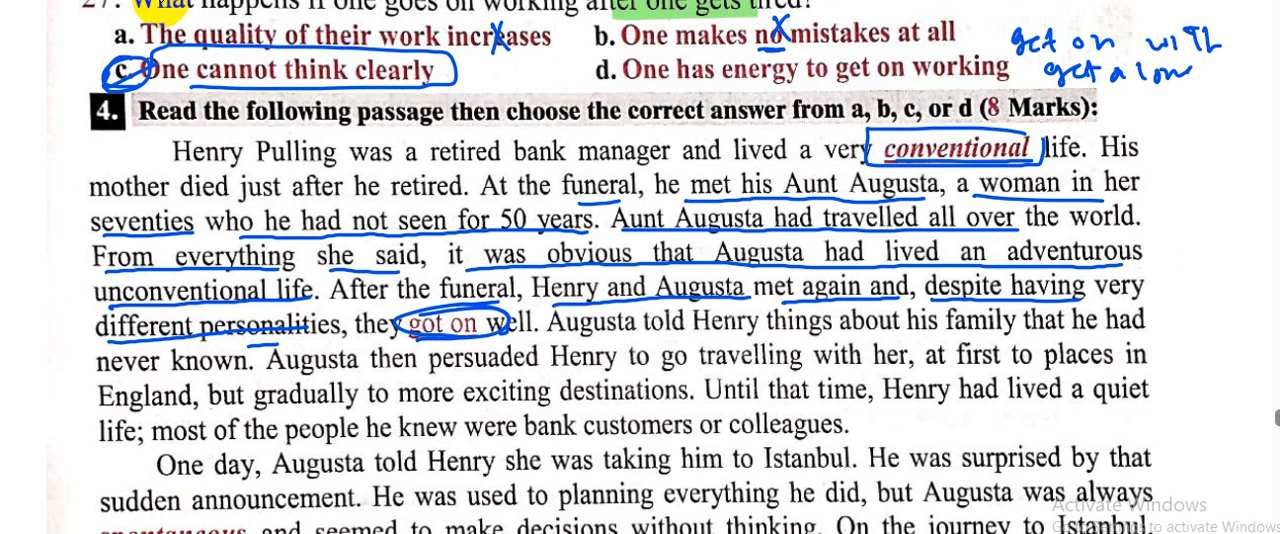 27. What happens if one goes on working after one gets tired?
a. The quality of their work increases b. One makes no mistakes at all
get on with
c. One cannot think clearly d. One has energy to get on working
get along
4. Read the following passage then choose the correct answer from a, b, c, or d (8 Marks):
Henry Pulling was a retired bank manager and lived a very conventional life. His
mother died just after he retired. At the funeral, he met his Aunt Augusta, a woman in her
seventies who he had not seen for 50 years. Aunt Augusta had travelled all over the world.
From everything she said, it was obvious that Augusta had lived an adventurous
unconventional life. After the funeral, Henry and Augusta met again and, despite having very
different personalities, they got on well. Augusta told Henry things about his family that he had
never known. Augusta then persuaded Henry to go travelling with her, at first to places in
England, but gradually to more exciting destinations. Until that time, Henry had lived a quiet
life; most of the people he knew were bank customers or colleagues.
One day, Augusta told Henry she was taking him to Istanbul. He was surprised by that
sudden announcement. He was used to planning everything he did, but Augusta was always
Activate Windows
spontaneous and seemed to make decisions without thinking. On the journey to Istanbul,
to activate Windows